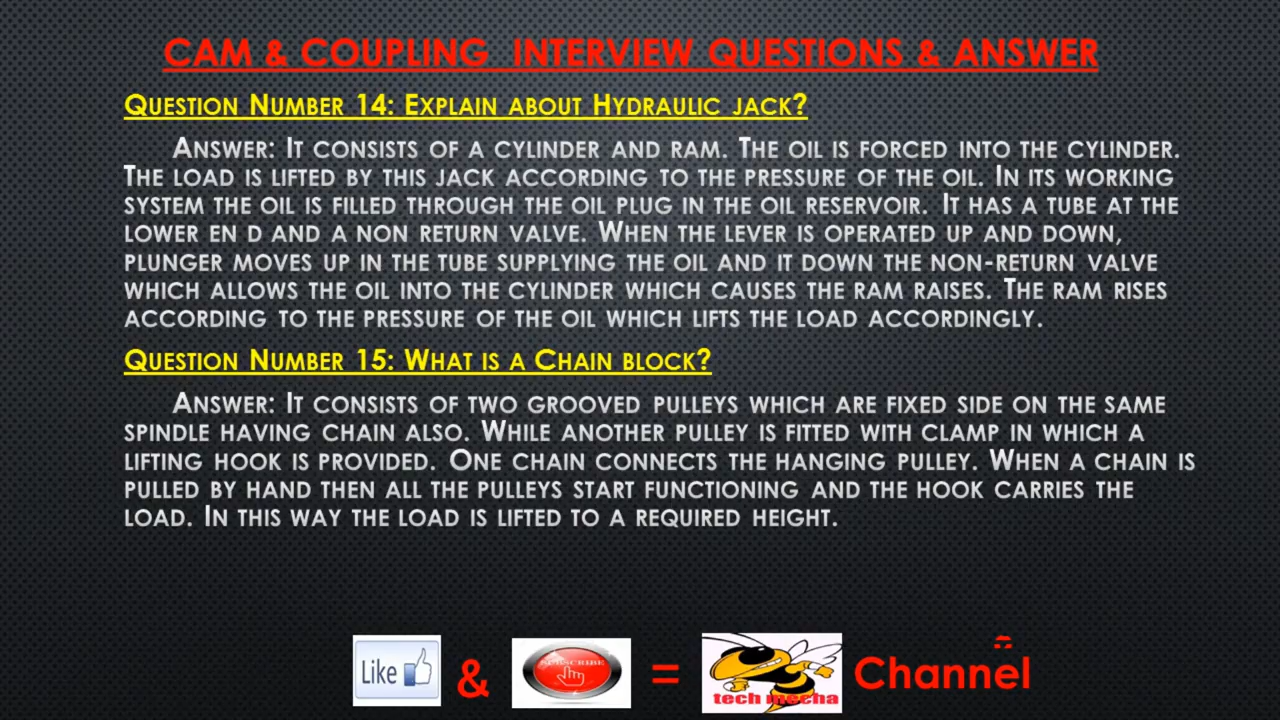 CAM & COUPLING INTERVIEW QUESTIONS & ANSWER
QUESTION NUMBER 14: EXPLAIN ABOUT HYDRAULIC JACK?
ANSWER: IT CONSISTS OF A CYLINDER AND RAM. THE OIL IS FORCED INTO THE CYLINDER.
THE LOAD IS LIFTED BY THIS JACK ACCORDING TO THE PRESSURE OF THE OIL. IN ITS WORKING
SYSTEM THE OIL IS FILLED THROUGH THE OIL PLUG IN THE OIL RESERVOIR. IT HAS A TUBE AT THE
LOWER EN D AND A NON RETURN VALVE. WHEN THE LEVER IS OPERATED UP AND DOWN,
PLUNGER MOVES UP IN THE TUBE SUPPLYING THE OIL AND IT DOWN THE NON-RETURN VALVE
WHICH ALLOWS THE OIL INTO THE CYLINDER WHICH CAUSES THE RAM RAISES. THE RAM RISES
ACCORDING TO THE PRESSURE OF THE OIL WHICH LIFTS THE LOAD ACCORDINGLY.
QUESTION NUMBER 15: WHAT IS A CHAIN BLOCK?
ANSWER: IT CONSISTS OF TWO GROOVED PULLEYS WHICH ARE FIXED SIDE ON THE SAME
SPINDLE HAVING CHAIN ALSO. WHILE ANOTHER PULLEY IS FITTED WITH CLAMP IN WHICH A
LIFTING HOOK IS PROVIDED. ONE CHAIN CONNECTS THE HANGING PULLEY. WHEN A CHAIN IS
PULLED BY HAND THEN ALL THE PULLEYS START FUNCTIONING AND THE HOOK CARRIES THE
LOAD. IN THIS WAY THE LOAD IS LIFTED TO A REQUIRED HEIGHT.
Like & SUBSCRIBE = tech mecha Channel